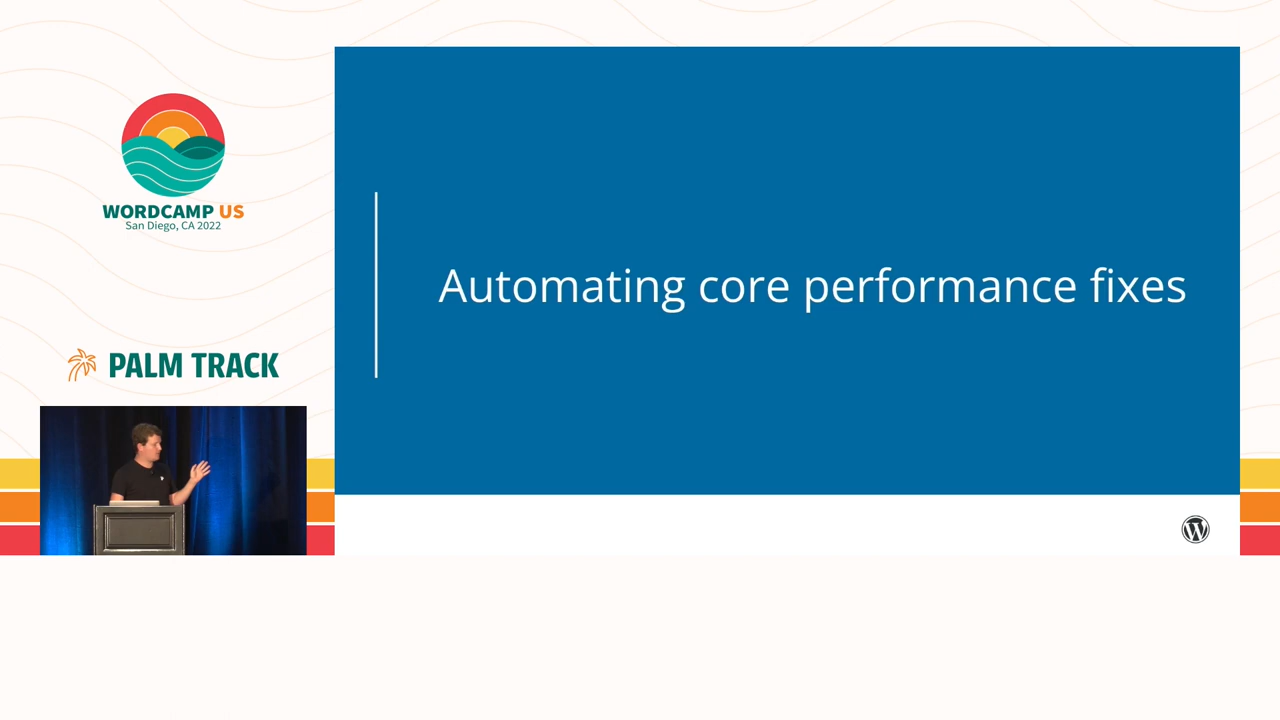 WORDCAMP US
San Diego, CA 2022
PALM TRACK
Automating core performance fixes